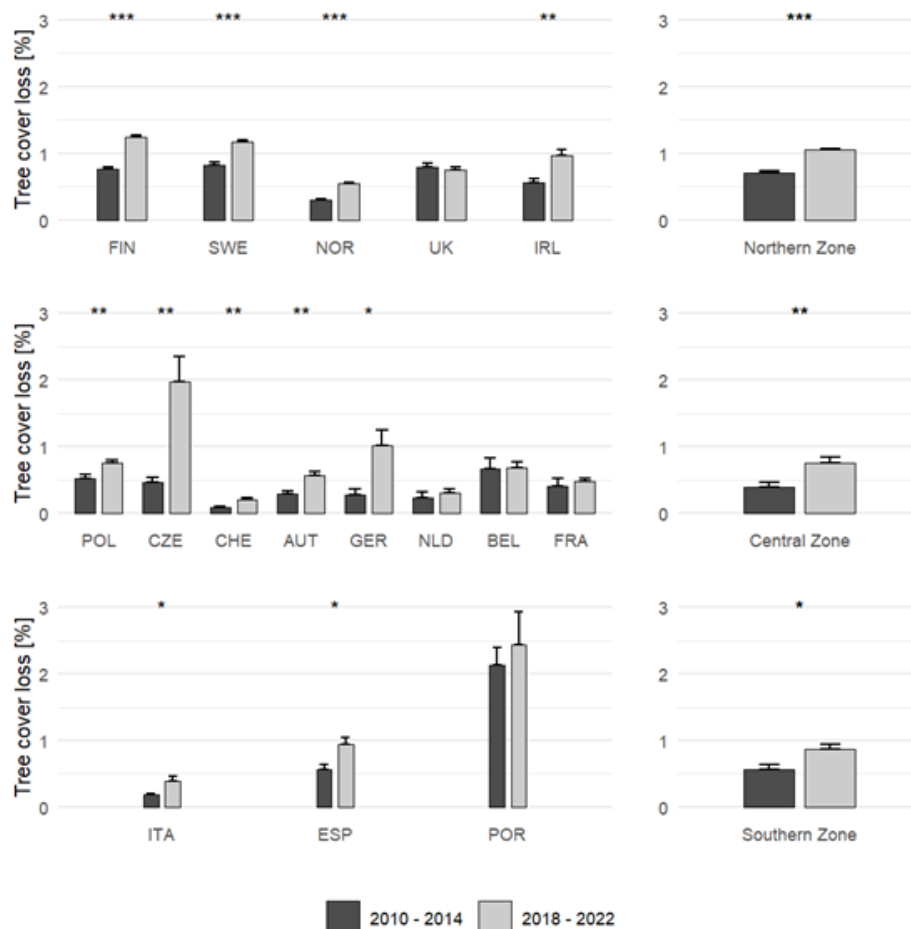 *** *** *** **
Tree cover loss [%]
3
2
1
0
FIN SWE NOR UK IRL
***
3
2
1
0
Northern Zone
** ** ** ** *
Tree cover loss [%]
3
2
1
0
POL CZE CHE AUT GER NLD BEL FRA
**
3
2
1
0
Central Zone
* *
Tree cover loss [%]
3
2
1
0
ITA ESP POR
*
3
2
1
0
Southern Zone
2010 - 2014 2018 - 2022